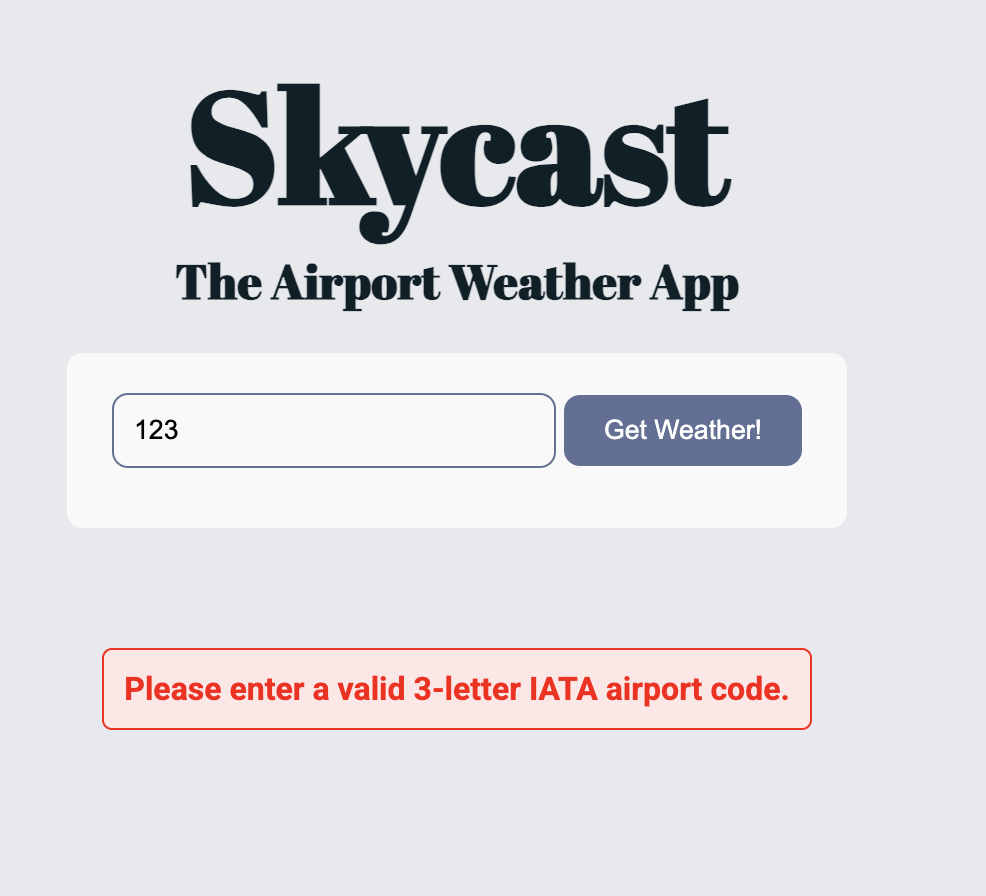 Skycast
The Airport Weather App
123
Get Weather!
Please enter a valid 3-letter IATA airport code.